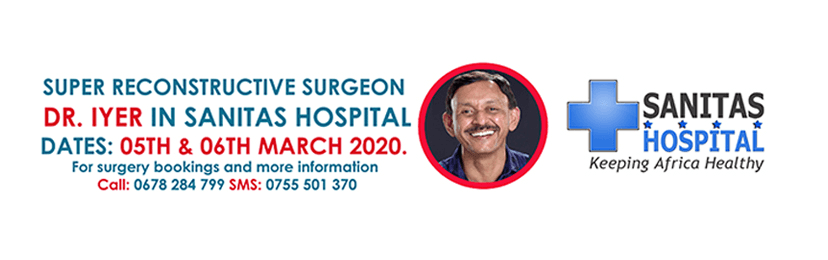 SUPER RECONSTRUCTIVE SURGEON
DR. IYER IN SANITAS HOSPITAL
DATES: 05TH & 06TH MARCH 2020.
For surgery bookings and more information
Call: 0678 284 799 SMS: 0755 501 370
SANITAS
HOSPITAL
Keeping Africa Healthy